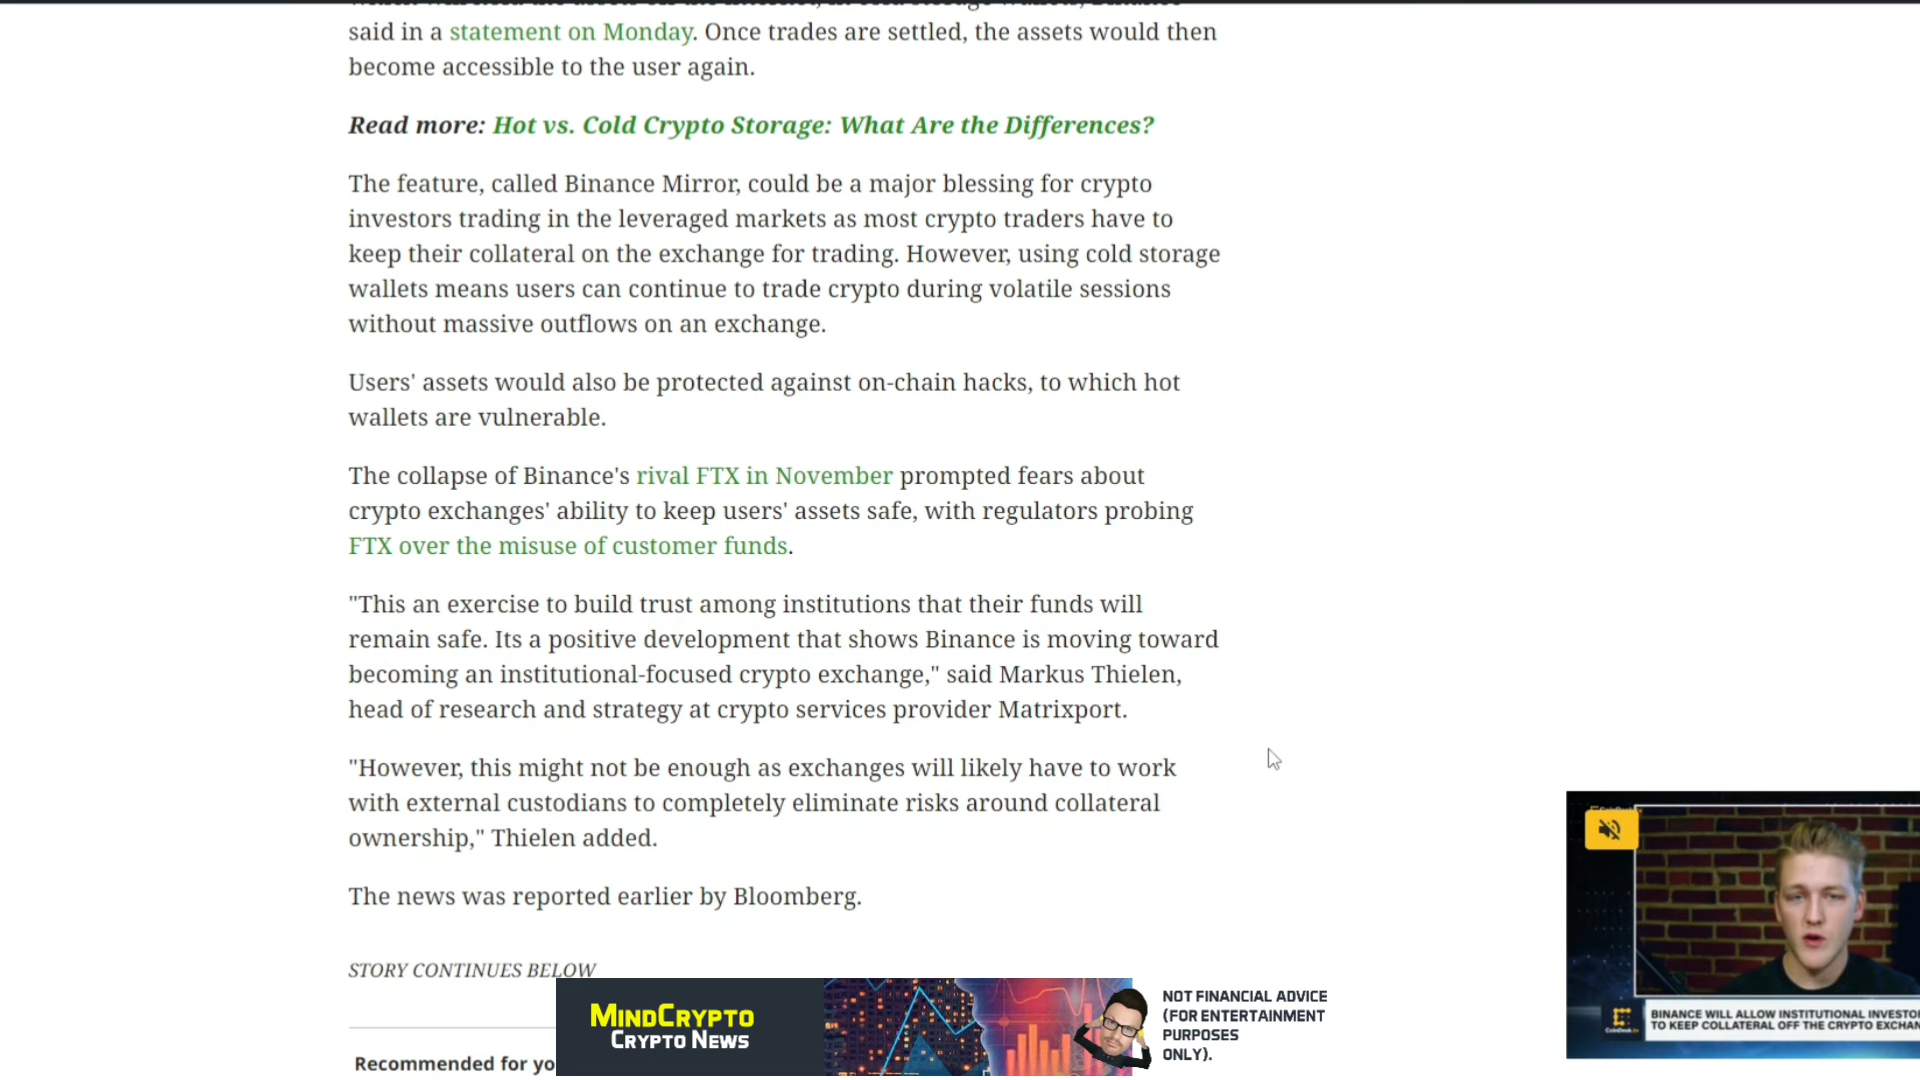 said in a statement on Monday. Once trades are settled, the assets would then
become accessible to the user again.
Read more: Hot vs. Cold Crypto Storage: What Are the Differences?
The feature, called Binance Mirror, could be a major blessing for crypto
investors trading in the leveraged markets as most crypto traders have to
keep their collateral on the exchange for trading. However, using cold storage
wallets means users can continue to trade crypto during volatile sessions
without massive outflows on an exchange.
Users' assets would also be protected against on-chain hacks, to which hot
wallets are vulnerable.
The collapse of Binance's rival FTX in November prompted fears about
crypto exchanges' ability to keep users' assets safe, with regulators probing
FTX over the misuse of customer funds.
"This an exercise to build trust among institutions that their funds will
remain safe. Its a positive development that shows Binance is moving toward
becoming an institutional-focused crypto exchange," said Markus Thielen,
head of research and strategy at crypto services provider Matrixport.
"However, this might not be enough as exchanges will likely have to work
with external custodians to completely eliminate risks around collateral
ownership," Thielen added.
The news was reported earlier by Bloomberg.
STORY CONTINUES BELOW
Recommended for yo
MINDCRYPTO
CRYPTO NEWS
NOT FINANCIAL ADVICE
(FOR ENTERTAINMENT
PURPOSES
ONLY).
BINANCE WILL ALLOW INSTITUTIONAL INVESTO
TO KEEP COLLATERAL OFF THE CRYPTO EXCHAN